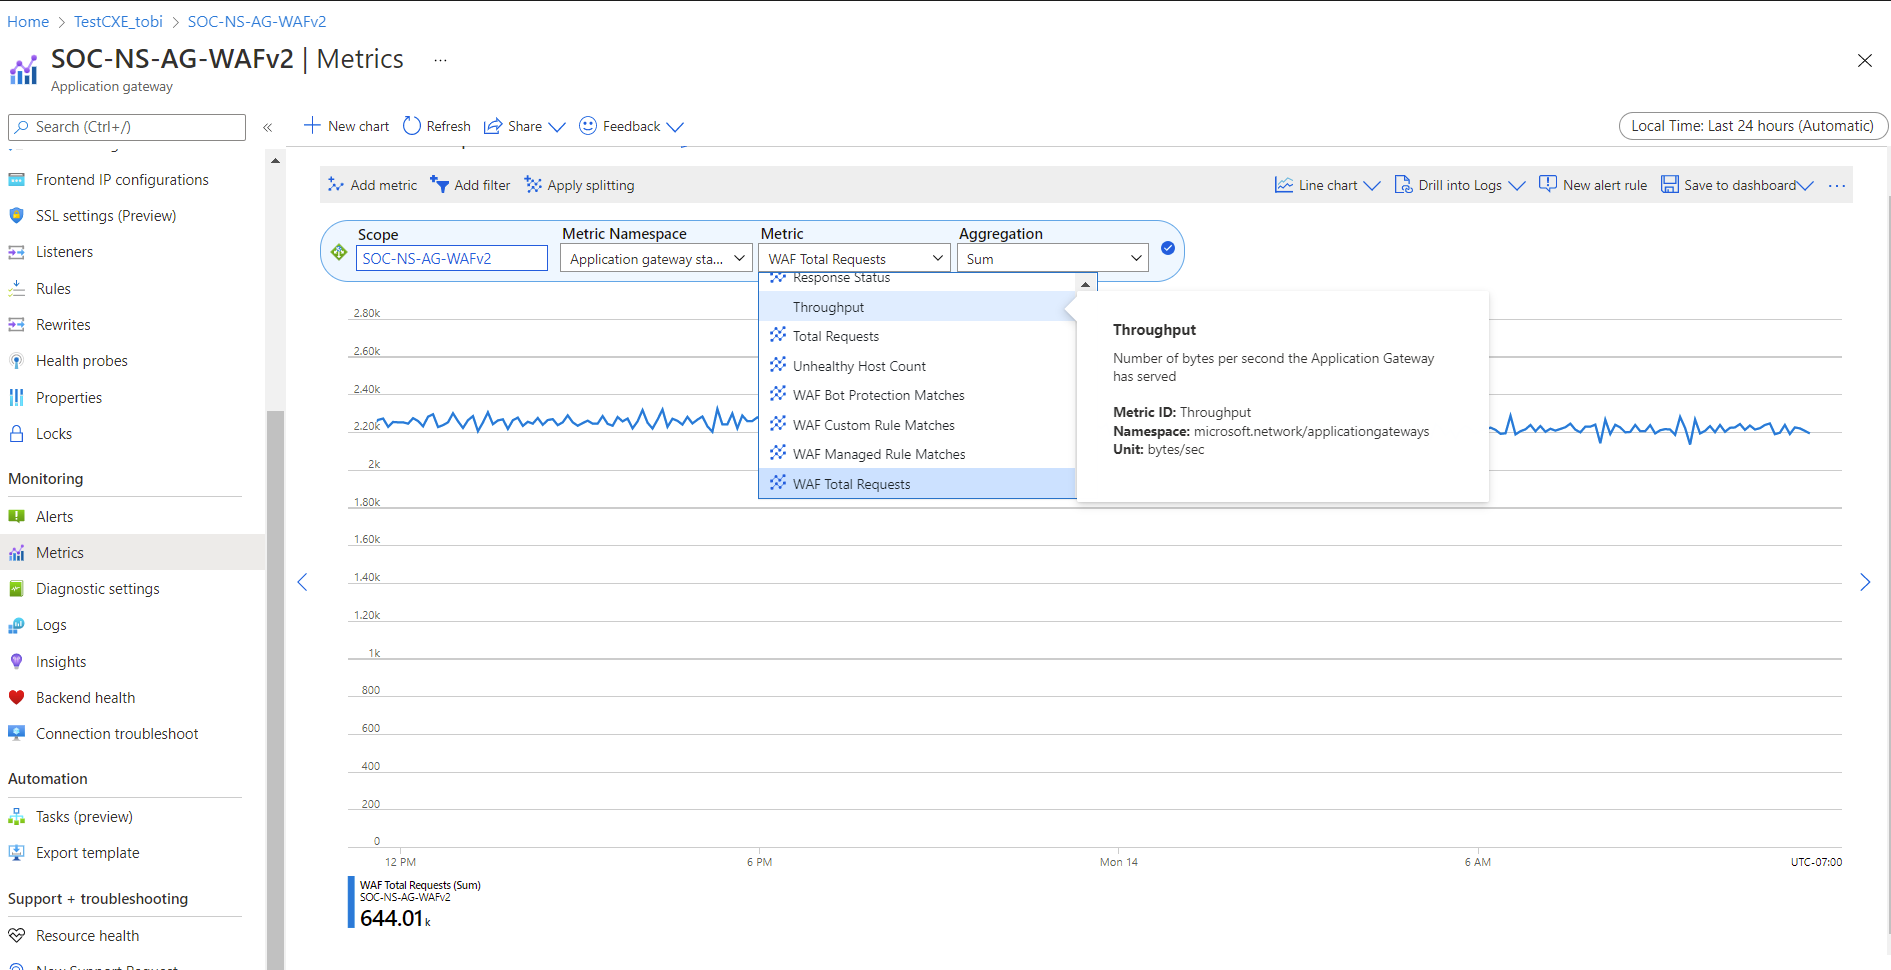 Home > TestCXE_tobi > SOC-NS-AG-WAFv2
SOC-NS-AG-WAFv2 | Metrics ...
Application gateway
Search (Ctrl+/)
«
New chart
Refresh
Share
Feedback
Local Time: Last 24 hours (Automatic)
Frontend IP configurations
SSL settings (Preview)
Listeners
Rules
Rewrites
Health probes
Properties
Locks
Monitoring
Alerts
Metrics
Diagnostic settings
Logs
Insights
Backend health
Connection troubleshoot
Automation
Tasks (preview)
Export template
Support + troubleshooting
Resource health
New Support Request
Add metric
Add filter
Apply splitting
Line chart
Drill into Logs
New alert rule
Save to dashboard
...
Scope
SOC-NS-AG-WAFv2
Metric Namespace
Application gateway sta...
Metric
WAF Total Requests
Aggregation
Sum
Response Status
Throughput
Total Requests
Unhealthy Host Count
WAF Bot Protection Matches
WAF Custom Rule Matches
WAF Managed Rule Matches
WAF Total Requests
Throughput
Number of bytes per second the Application Gateway
has served
Metric ID: Throughput
Namespace: microsoft.network/applicationgateways
Unit: bytes/sec
2.80k
2.60k
2.40k
2.20k
2k
1.80k
1.60k
1.40k
1.20k
1k
800
600
400
200
0
12 PM
6 PM
Mon 14
6 AM
UTC-07:00
WAF Total Requests (Sum)
SOC-NS-AG-WAFv2
644.01 k